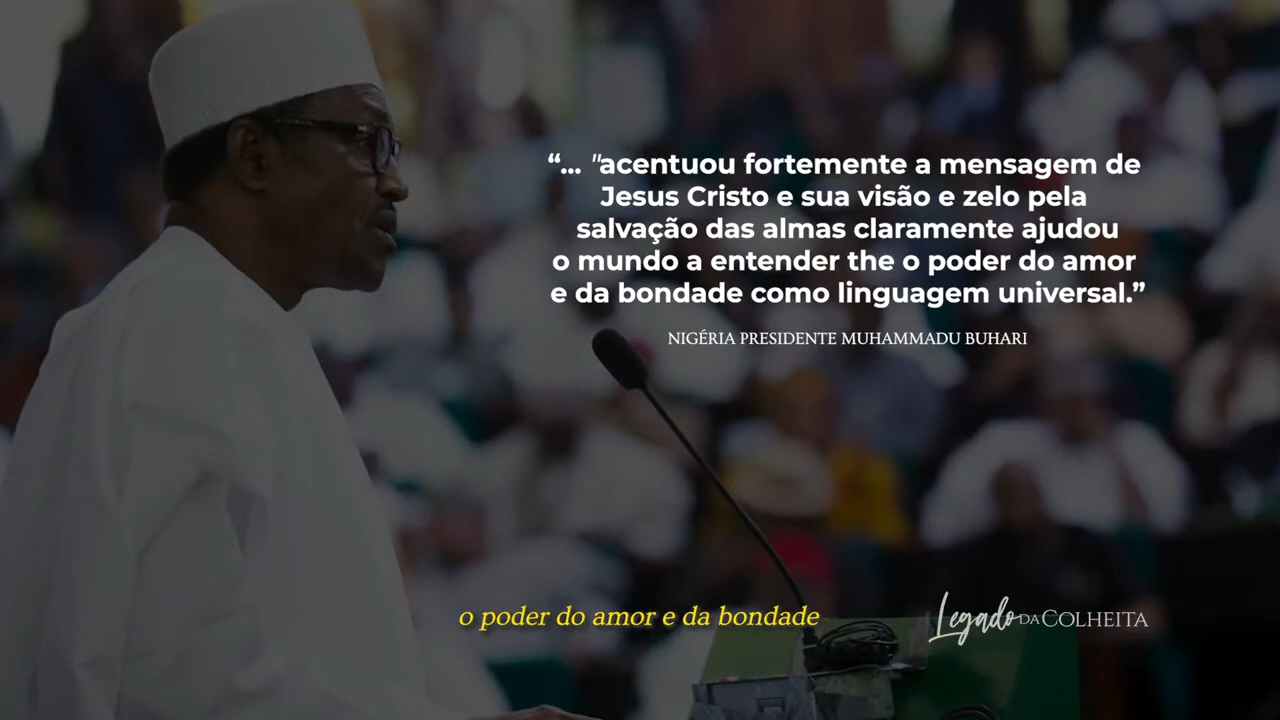 “... "acentuou fortemente a mensagem de
Jesus Cristo e sua visão e zelo pela
salvação das almas claramente ajudou
o mundo a entender the o poder do amor
e da bondade como linguagem universal.”
NIGÉRIA PRESIDENTE MUHAMMADU BUHARI
o poder do amor e da bondade
Legado DA COLHEITA